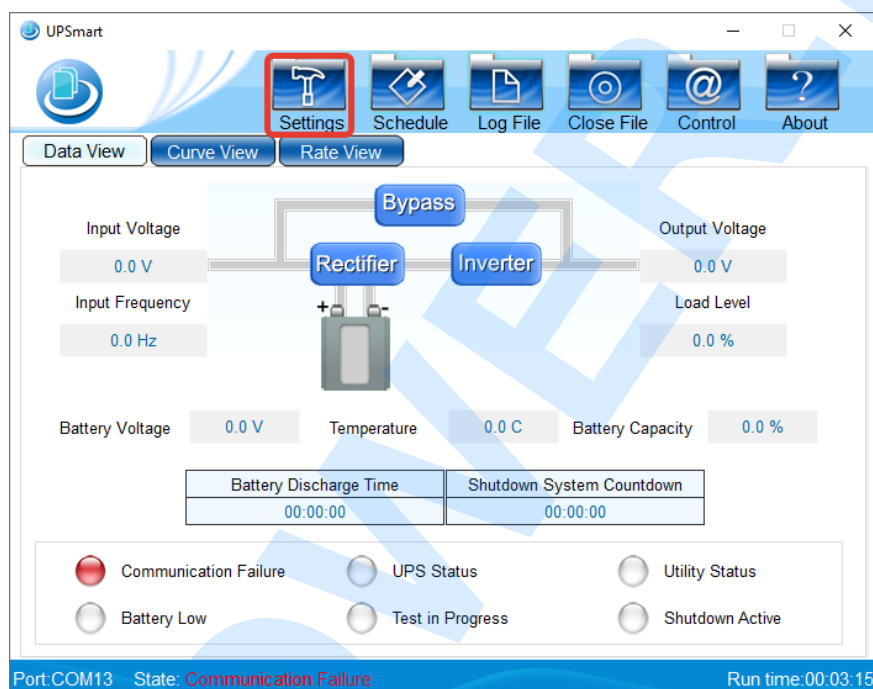 UPSmart
Settings Schedule Log File Close File Control About
Data View Curve View Rate View
Bypass
Input Voltage Output Voltage
0.0 V Rectifier Inverter 0.0 V
Input Frequency + - Load Level
0.0 Hz 0.0 %
Battery Voltage 0.0 V Temperature 0.0 C Battery Capacity 0.0 %
Battery Discharge Time Shutdown System Countdown
00:00:00 00:00:00
Communication Failure UPS Status Utility Status
Battery Low Test in Progress Shutdown Active
Port:COM13 State: Communication Failure Run time:00:03:15